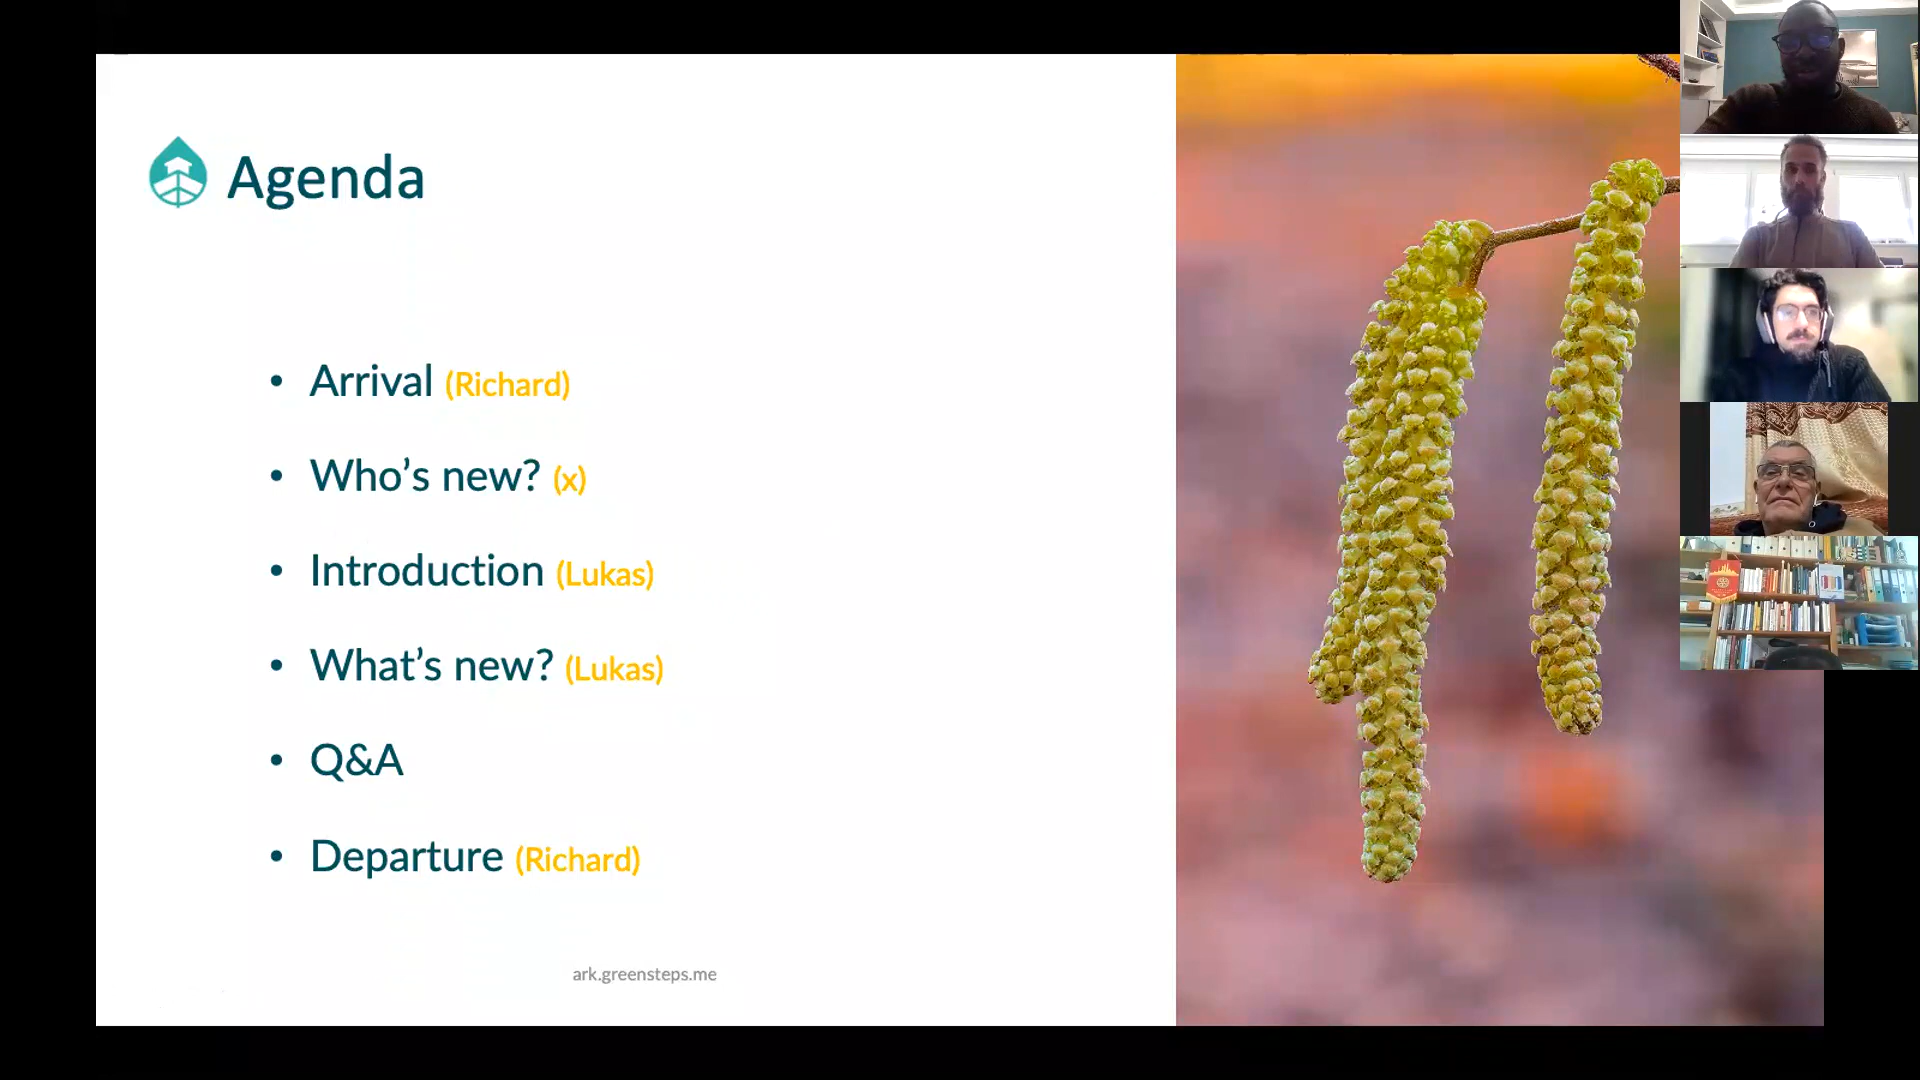 Agenda
• Arrival (Richard)
• Who’s new? (x)
• Introduction (Lukas)
• What’s new? (Lukas)
• Q&A
• Departure (Richard)
ark.greensteps.me